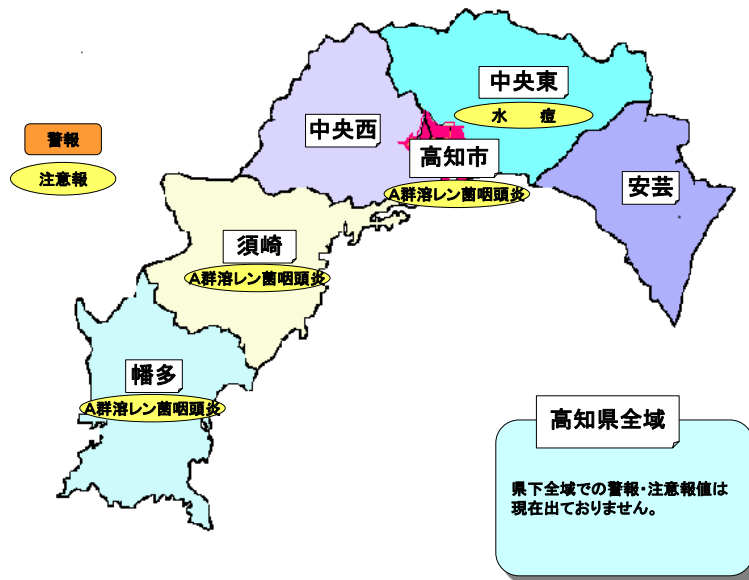 警報
注意報
中央東
水　痘
中央西
高知市
A群溶レン菌咽頭炎
安芸
須崎
A群溶レン菌咽頭炎
幡多
A群溶レン菌咽頭炎
高知県全域
県下全域での警報・注意報値は
現在出ておりません。